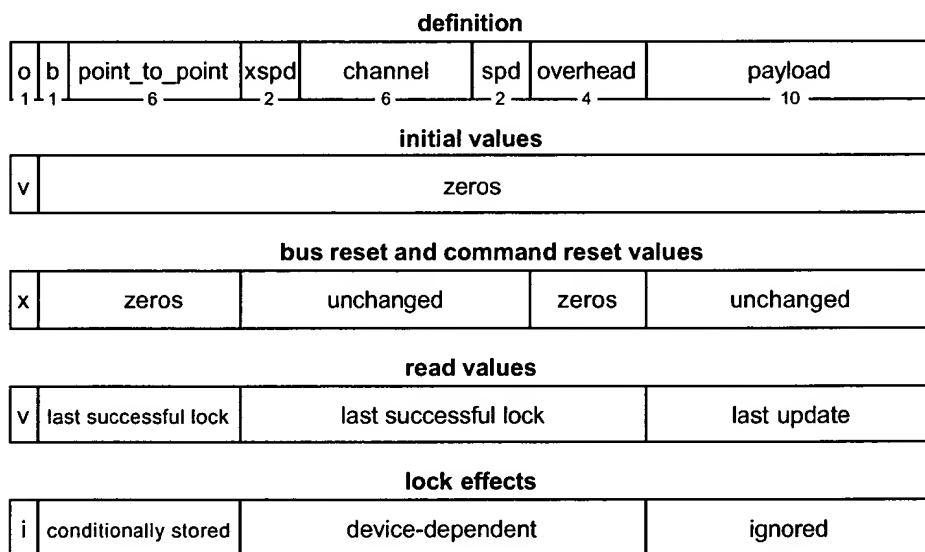 definition
o b point_to_point xspd channel spd overhead payload
1 1 6 2 6 2 4 10
initial values
v zeros
bus reset and command reset values
x zeros unchanged zeros unchanged
read values
v last successful lock last successful lock last update
lock effects
i conditionally stored device-dependent ignored